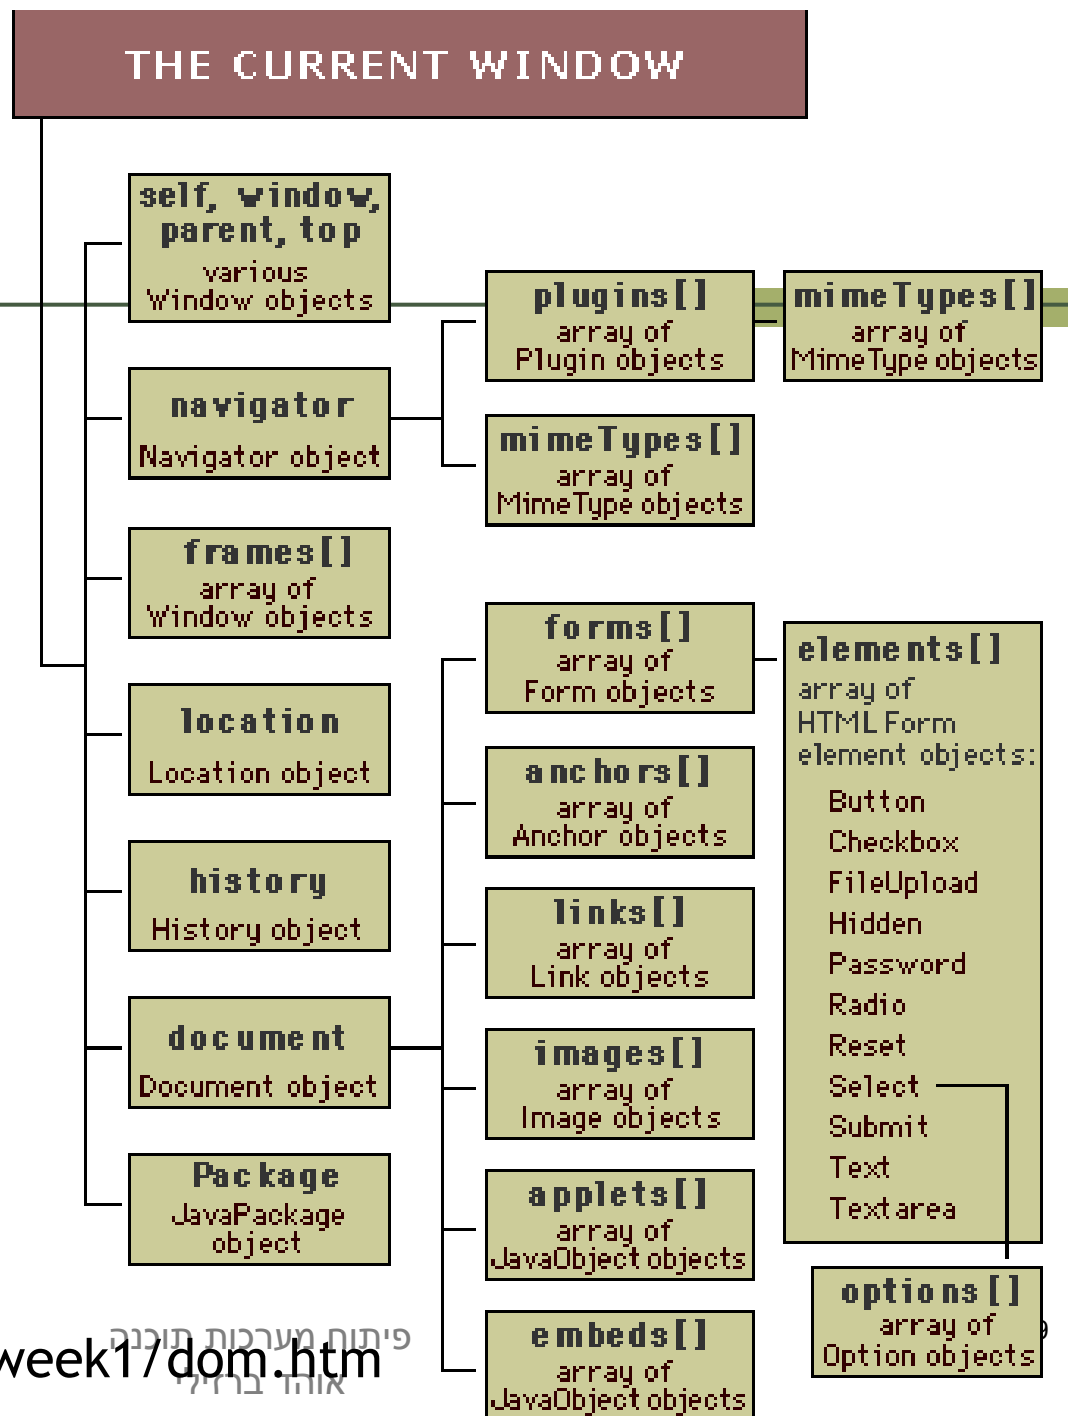 THE CURRENT WINDOW
self, window,
parent, top
various
Window objects
navigator
Navigator object
frames[]
array of
Window objects
location
Location object
history
History object
document
Document object
Package
JavaPackage
object
plugins[]
array of
Plugin objects
mimeTypes[]
array of
MimeType objects
mimeTypes[]
array of
MimeType objects
forms[]
array of
Form objects
anchors[]
array of
Anchor objects
links[]
array of
Link objects
images[]
array of
Image objects
applets[]
array of
JavaObject objects
embeds[]
array of
JavaObject objects
elements[]
array of
HTML Form
element objects:
Button
Checkbox
FileUpload
Hidden
Password
Radio
Reset
Select
Submit
Text
Textarea
options[]
array of
Option objects
פיתוח מערכות תוכנה
week1/dom.htm
אוהד ברזילי
9